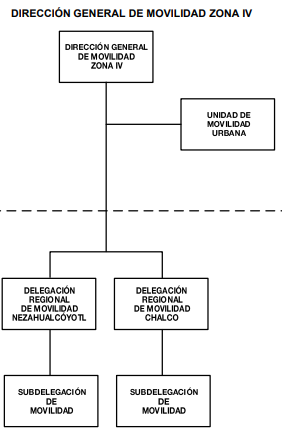 DIRECCIÓN GENERAL DE MOVILIDAD ZONA IV
DIRECCIÓN GENERAL
DE MOVILIDAD
ZONA IV
UNIDAD DE
MOVILIDAD
URBANA
DELEGACIÓN
REGIONAL
DE MOVILIDAD
NEZAHUALCÓYOTL
DELEGACIÓN
REGIONAL
DE MOVILIDAD
CHALCO
SUBDELEGACIÓN
DE
MOVILIDAD
SUBDELEGACIÓN
DE
MOVILIDAD